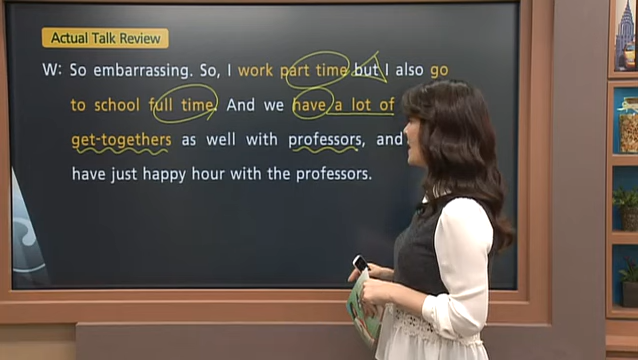 Actual Talk Review
W: So embarrassing. So, I work part time but I also go
to school full time. And we have a lot of
get-togethers as well with professors, and
have just happy hour with the professors.